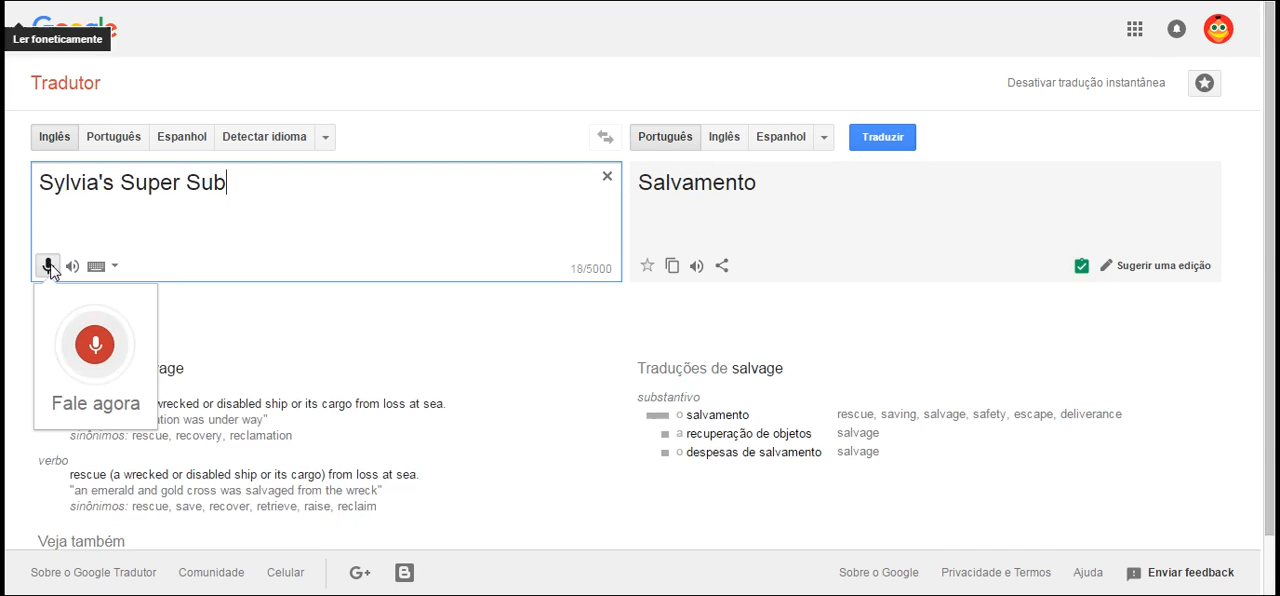 Google
Ler foneticamente
Tradutor
Desativar tradução instantânea
Inglês Português Espanhol Detectar idioma
Português Inglês Espanhol Traduzir
Sylvia's Super Sub
Salvamento
18/5000
Sugerir uma edição
Fale agora
age
wrecked or disabled ship or its cargo from loss at sea.
ation was under way"
sinônimos: rescue, recovery, reclamation
verbo
rescue (a wrecked or disabled ship or its cargo) from loss at sea.
"an emerald and gold cross was salvaged from the wreck"
sinônimos: rescue, save, recover, retrieve, raise, reclaim
Veja também
Traduções de salvage
substantivo
o salvamento rescue, saving, salvage, safety, escape, deliverance
a recuperação de objetos salvage
o despesas de salvamento salvage
Sobre o Google Tradutor Comunidade Celular G+ B
Sobre o Google Privacidade e Termos Ajuda Enviar feedback